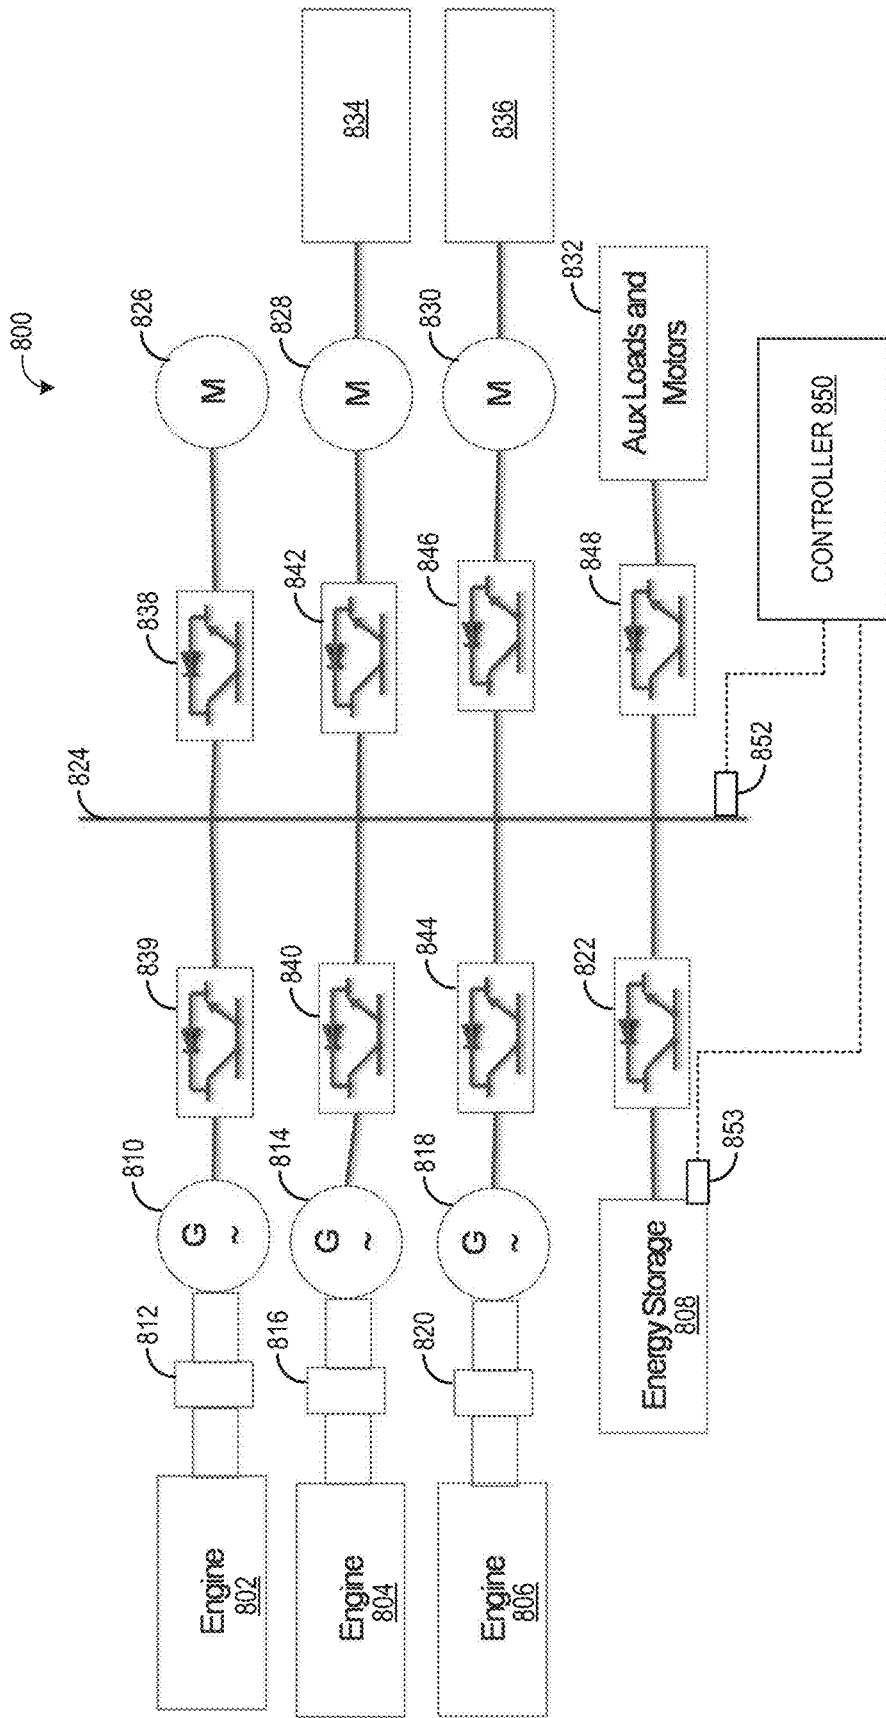 800
826
828
834
830
836
832
Aux Loads and
Motors
838
842
846
848
824
852
CONTROLLER 850
839
840
844
822
810
G
~
814
G
~
818
G
~
853
812
816
820
Engine
802
Engine
804
Engine
806
Energy Storage
808
M
M
M